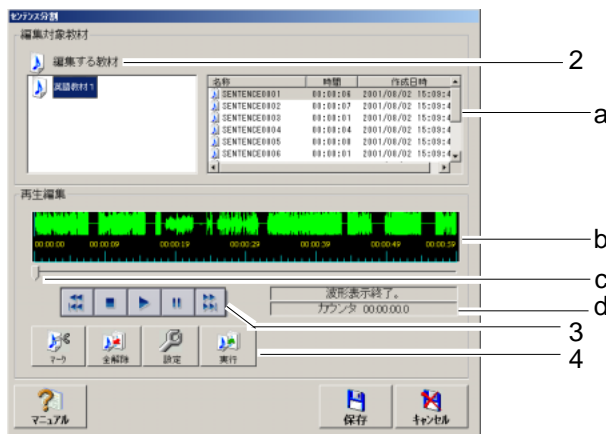 センテンス分割
編集対象教材
編集する教材
2
英語教材1
名称 時間 作成日時
SENTENCE0001 00:00:06 2001/08/02 15:09:4
SENTENCE0002 00:00:07 2001/08/02 15:09:4
SENTENCE0003 00:00:01 2001/08/02 15:09:4
SENTENCE0004 00:00:04 2001/08/02 15:09:4
SENTENCE0005 00:00:08 2001/08/02 15:09:4
SENTENCE0006 00:00:01 2001/08/02 15:09:4
a
再生編集
00:00:00 00:00:09 00:00:19 00:00:29 00:00:39 00:00:49 00:00:59
b
c
波形表示終了。
カウンタ 00:00:00.0
d
3
マーク 全解除 設定 実行
4
マニュアル 保存 キャンセル